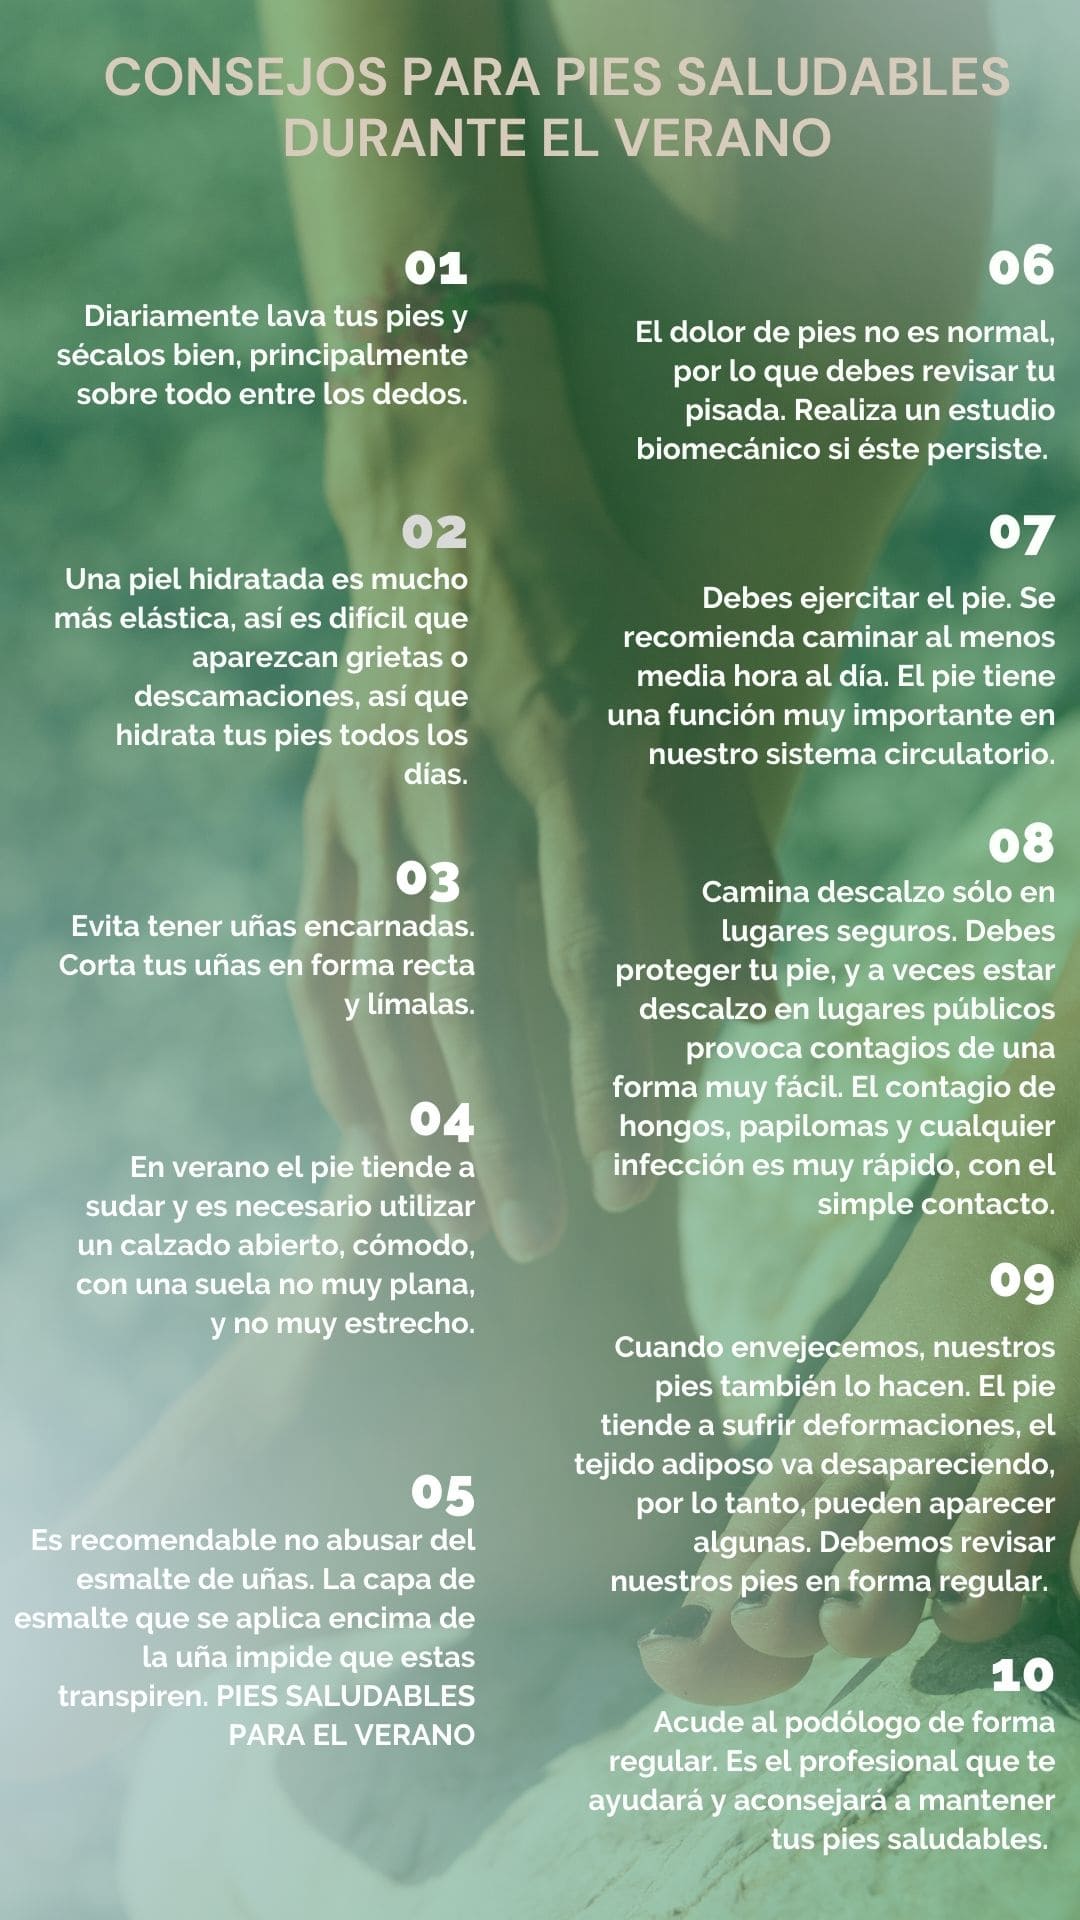 CONSEJOS PARA PIES SALUDABLES
DURANTE EL VERANO
01
Diariamente lava tus pies y
sécalos bien, principalmente
sobre todo entre los dedos.
02
Una piel hidratada es mucho
más elástica, así es difícil que
aparezcan grietas o
descamaciones, así que
hidrata tus pies todos los
días.
03
Evita tener uñas encarnadas.
Corta tus uñas en forma recta
y límalas.
04
En verano el pie tiende a
sudar y es necesario utilizar
un calzado abierto, cómodo,
con una suela no muy plana,
y no muy estrecho.
05
Es recomendable no abusar del
esmalte de uñas. La capa de
esmalte que se aplica encima de
la uña impide que estas
transpiren. PIES SALUDABLES
PARA EL VERANO
06
El dolor de pies no es normal,
por lo que debes revisar tu
pisada. Realiza un estudio
biomecánico si éste persiste.
07
Debes ejercitar el pie. Se
recomienda caminar al menos
media hora al día. El pie tiene
una función muy importante en
nuestro sistema circulatorio.
08
Camina descalzo sólo en
lugares seguros. Debes
proteger tu pie, y a veces estar
descalzo en lugares públicos
provoca contagios de una
forma muy fácil. El contagio de
hongos, papilomas y cualquier
infección es muy rápido, con el
simple contacto.
09
Cuando envejecemos, nuestros
pies también lo hacen. El pie
tiende a sufrir deformaciones, el
tejido adiposo va desapareciendo,
por lo tanto, pueden aparecer
algunas. Debemos revisar
nuestros pies en forma regular.
10
Acude al podólogo de forma
regular. Es el profesional que te
ayudará y aconsejará a mantener
tus pies saludables.